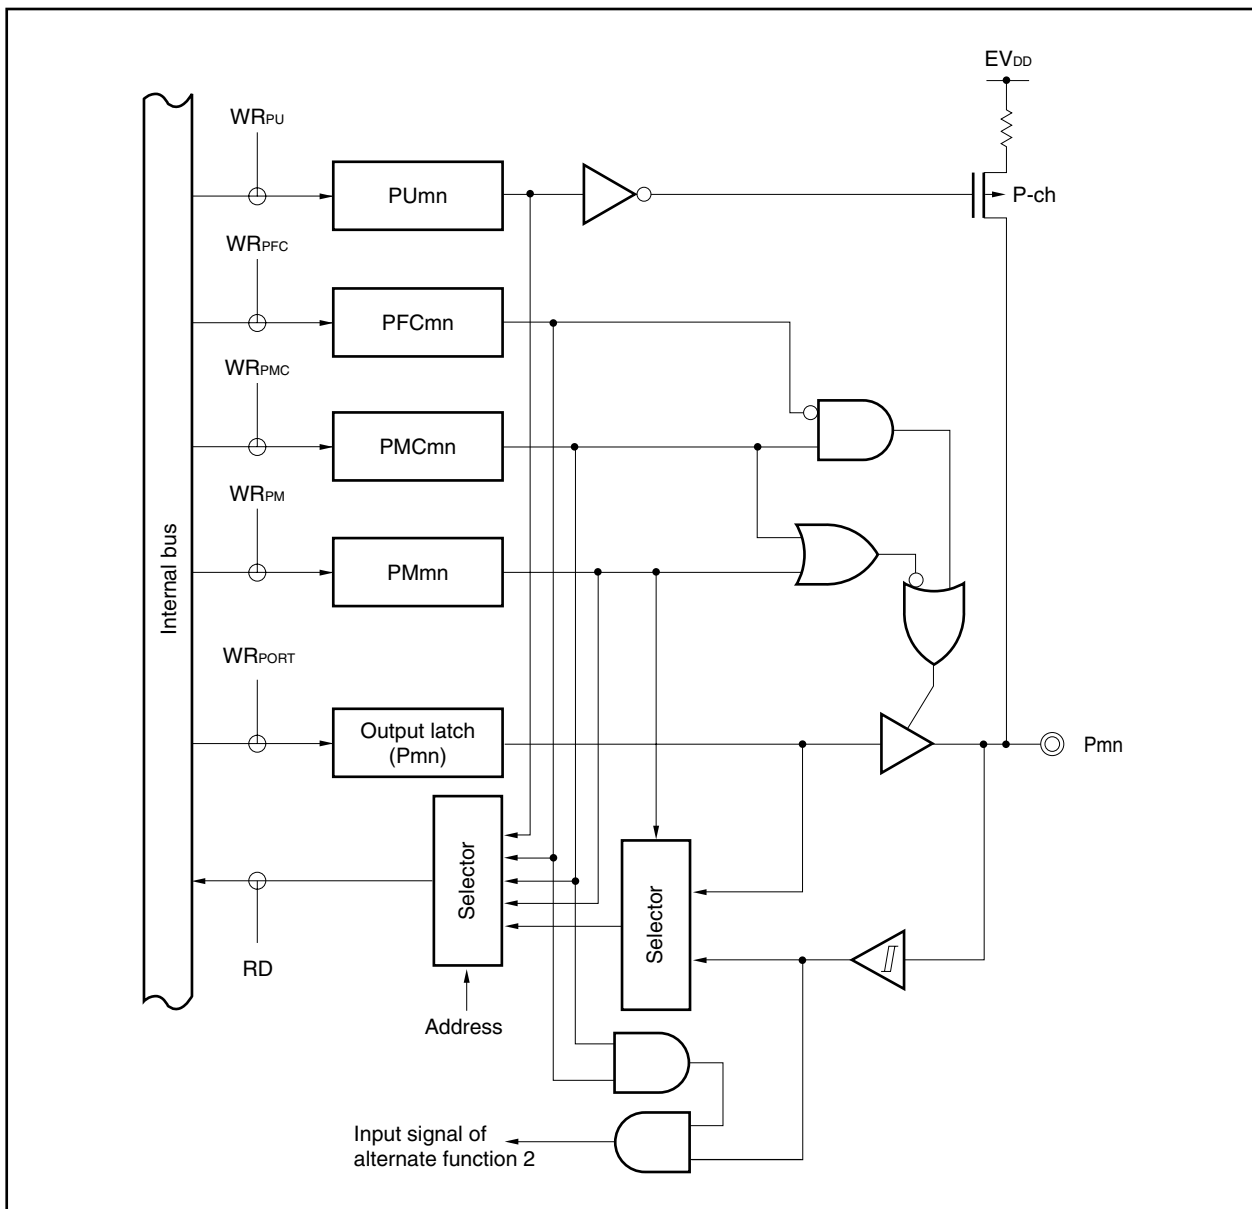 EVDD
WRPU
PUmn
P-ch
WRPFC
PFCmn
WRPMC
PMCmn
WRPM
PMmn
Internal bus
WRPORT
Output latch
(Pmn)
Pmn
Selector
Selector
RD
Address
Input signal of
alternate function 2